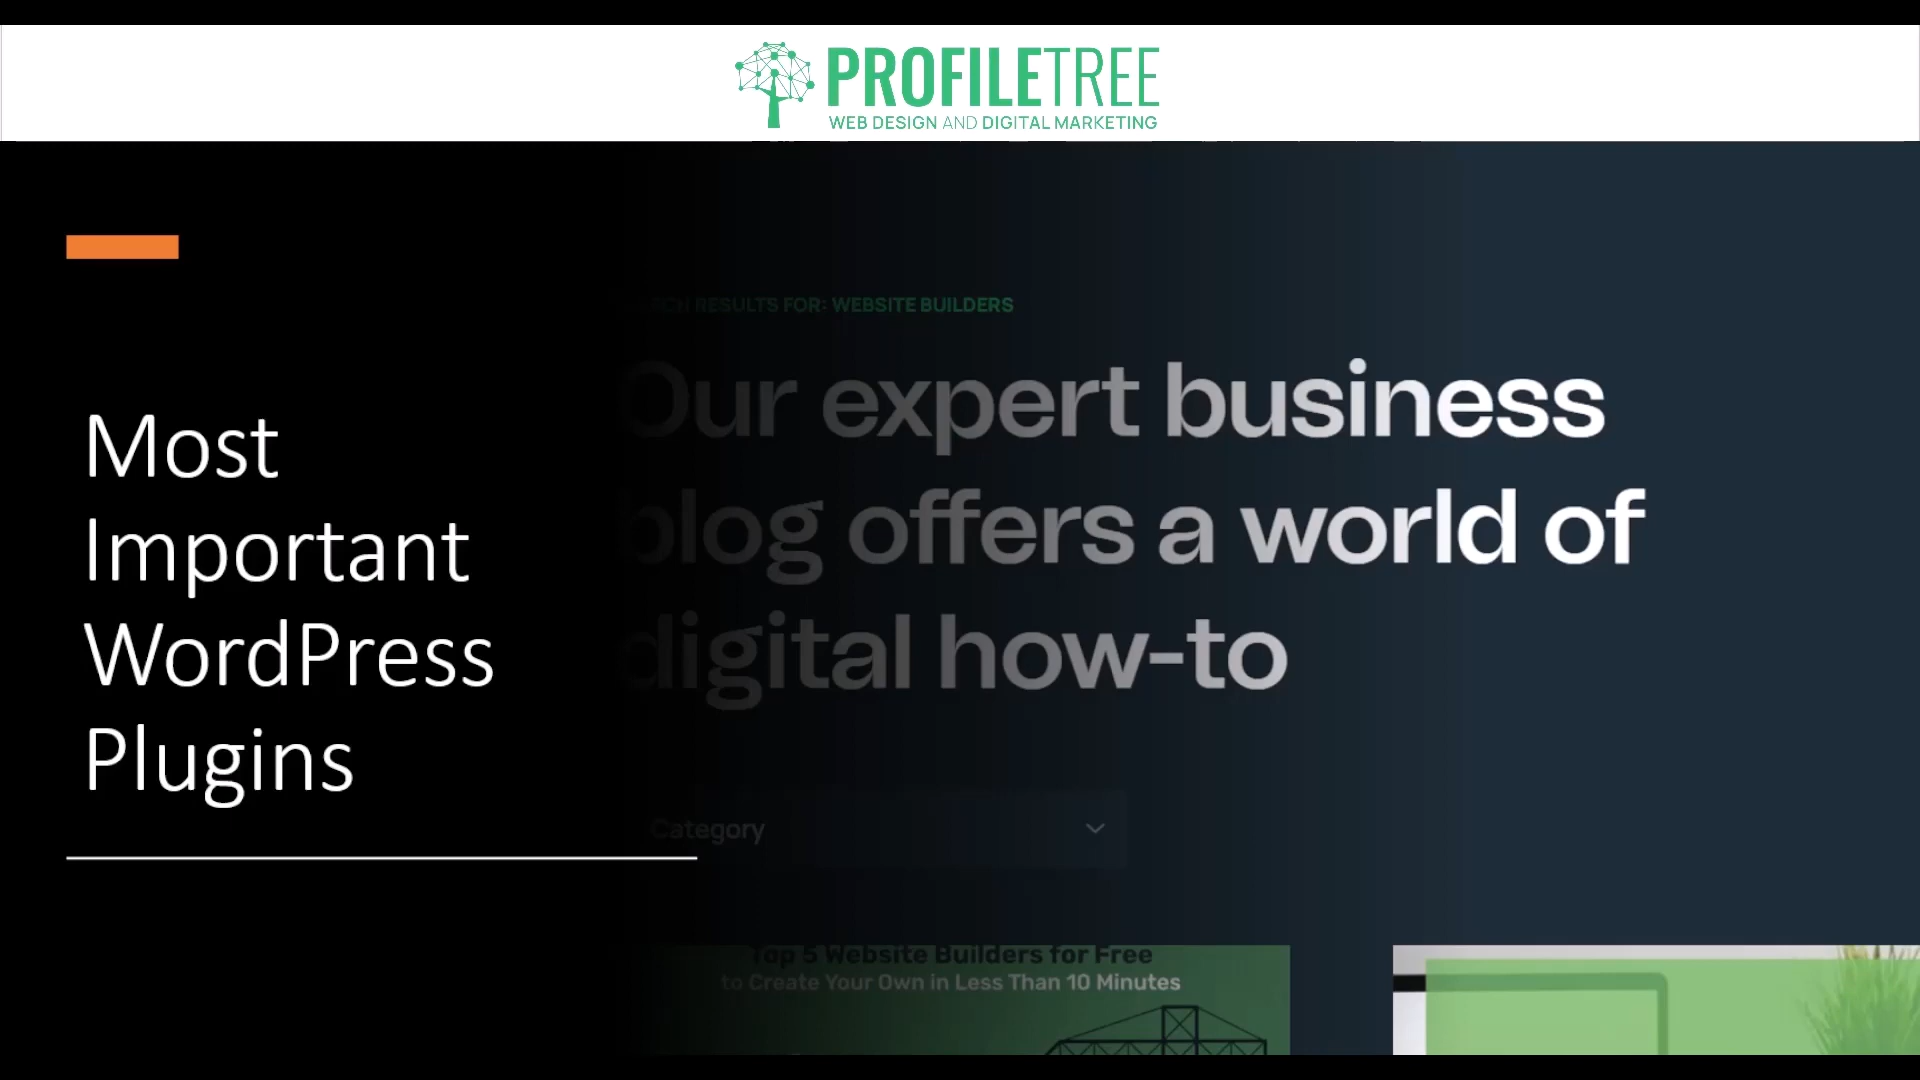 PROFILETREE
WEB DESIGN AND DIGITAL MARKETING
Most
Important
WordPress
Plugins
RESULTS FOR: WEBSITE BUILDERS
Our expert business
blog offers a world of
digital how-to
Category
Top 5 Website Builders for Free
to Create Your Own in Less Than 10 Minutes